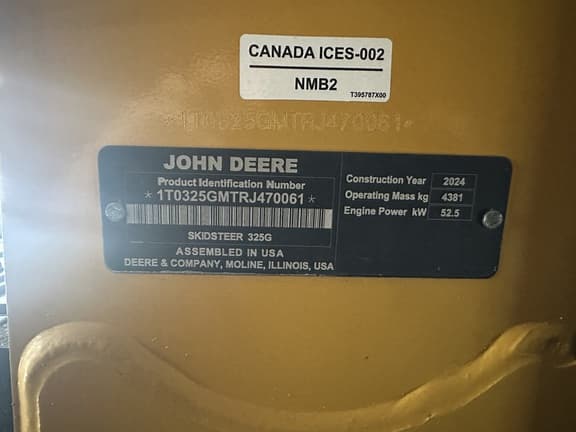 CANADA ICES-002
NMB2
T395787X00
*1T0325GMTRJ470061*
JOHN DEERE
Product Identification Number
*1T0325GMTRJ470061*
SKIDSTEER 325G
ASSEMBLED IN USA
DEERE & COMPANY, MOLINE, ILLINOIS, USA
Construction Year 2024
Operating Mass kg 4381
Engine Power kW 52.5